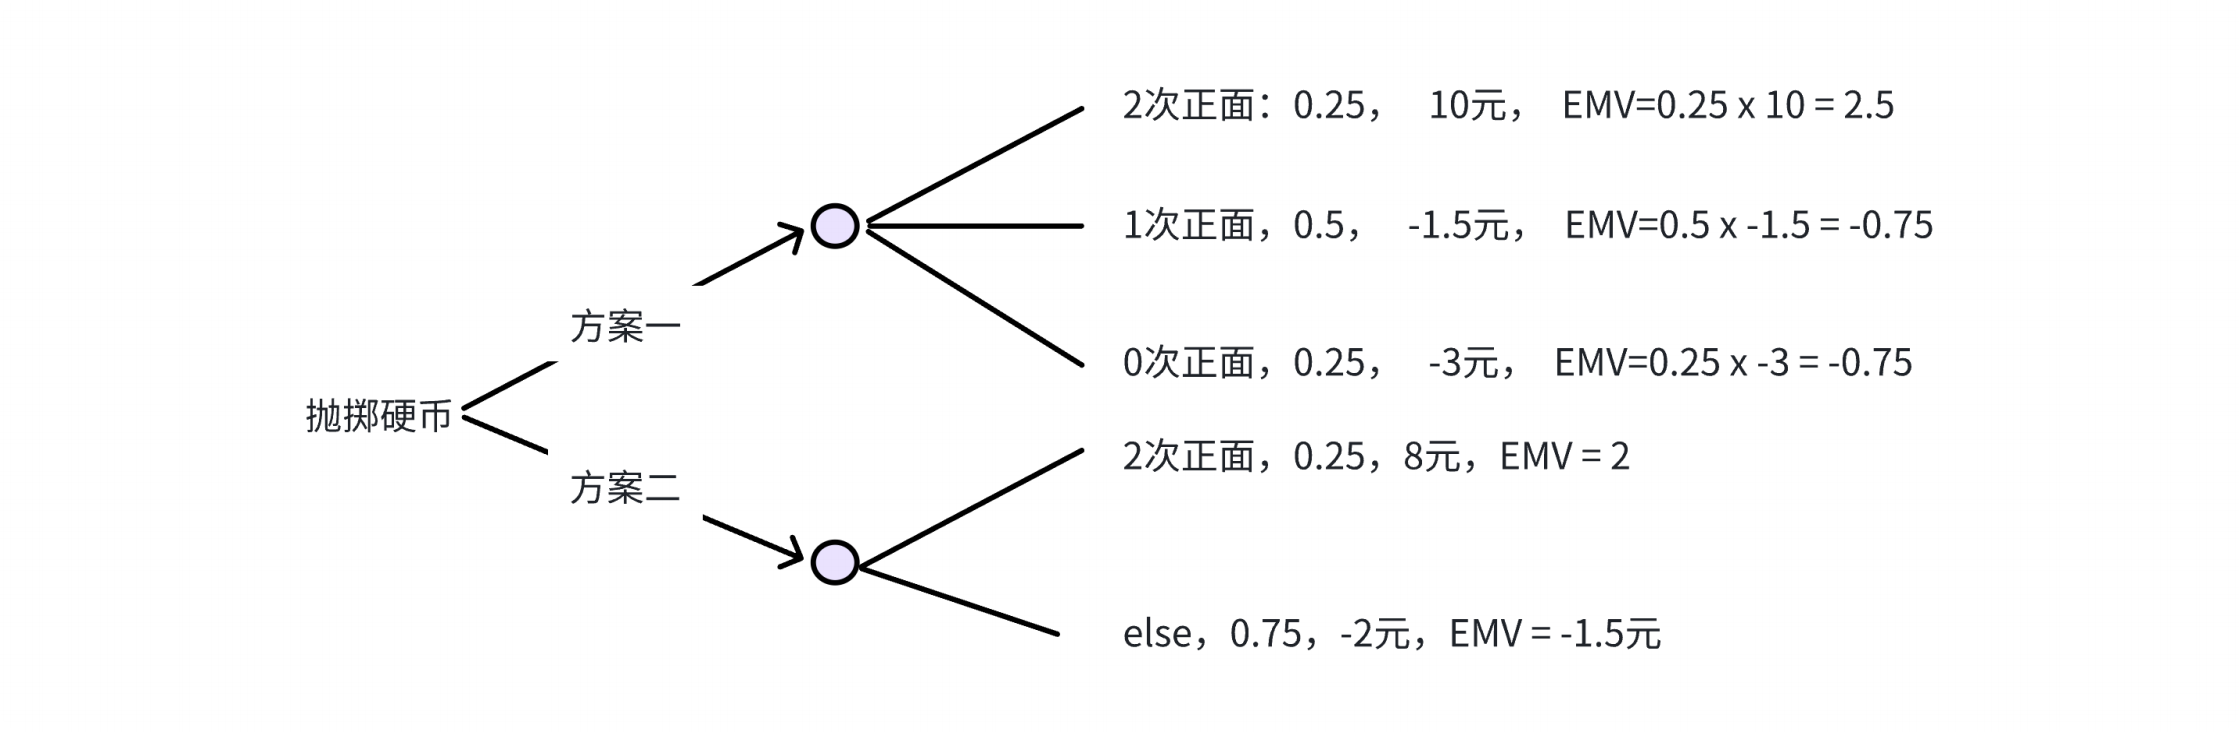 2次正面：0.25， 10元， EMV=0.25 x 10 = 2.5
1次正面，0.5， -1.5元， EMV=0.5 x -1.5 = -0.75
方案一
0次正面，0.25， -3元， EMV=0.25 x -3 = -0.75
抛掷硬币
2次正面，0.25，8元，EMV = 2
方案二
else，0.75，-2元，EMV = -1.5元